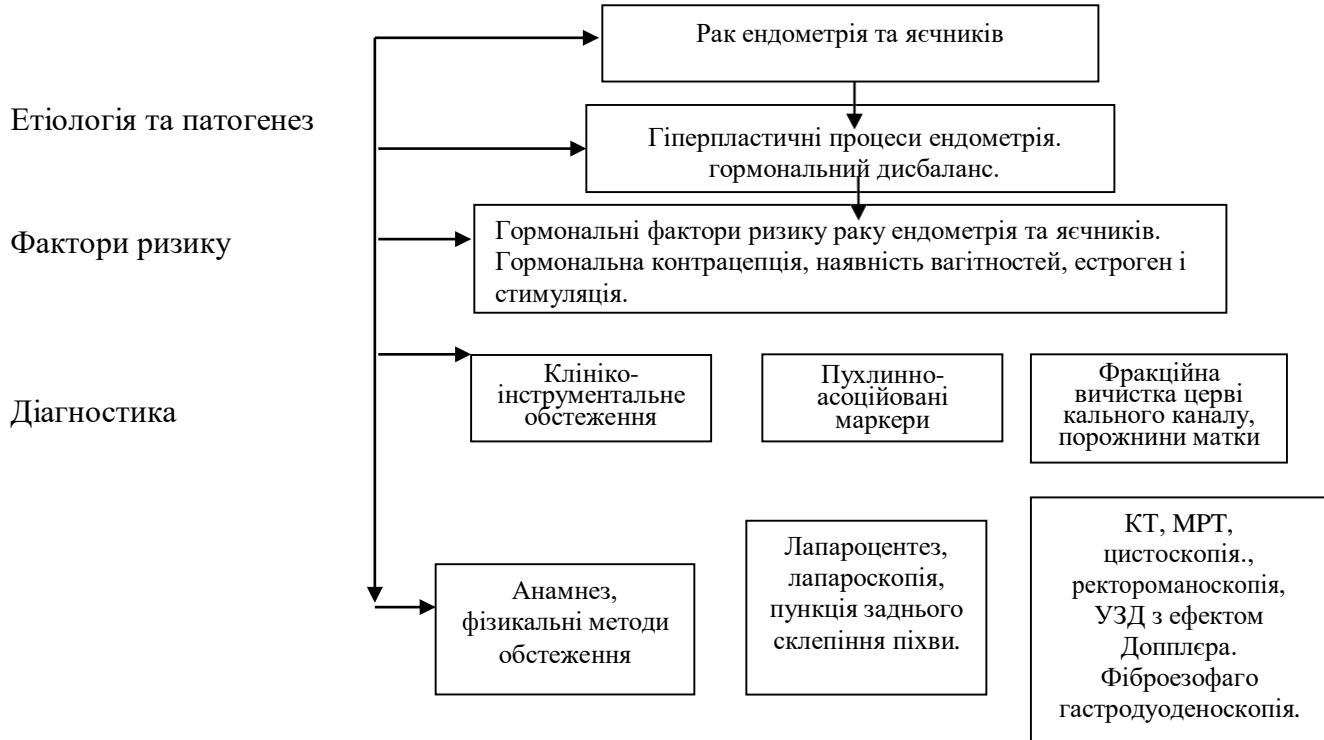 Рак ендометрія та яєчників
Етіологія та патогенез
Гіперпластичні процеси ендометрія.
гормональний дисбаланс.
Фактори ризику
Гормональні фактори ризику раку ендометрія та яєчників.
Гормональна контрацепція, наявність вагітностей, естроген і
стимуляція.
Діагностика
Клініко-
інструментальне
обстеження
Пухлинно-
асоційовані
маркери
Фракційна
вичистка церві
кального каналу,
порожнини матки
Анамнез,
фізикальні методи
обстеження
Лапароцентез,
лапароскопія,
пункція заднього
склепіння піхви.
КТ, МРТ,
цистоскопія.,
ректороманоскопія,
УЗД з ефектом
Допплєра.
Фіброезофаго
гастродуоденоскопія.